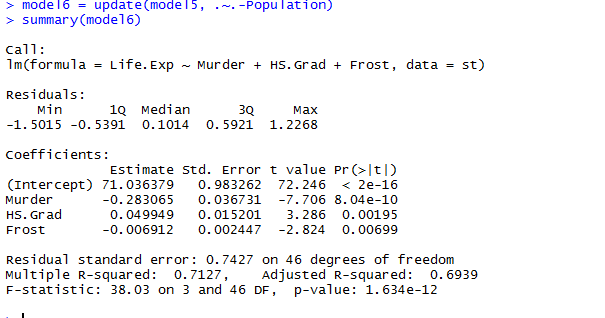 > model6 = update(model5, .~.-Population)
> summary(model6)
Call:
lm(formula = Life.Exp ~ Murder + HS.Grad + Frost, data = st)
Residuals:
    Min      1Q  Median      3Q     Max
-1.5015 -0.5391  0.1014  0.5921  1.2268
Coefficients:
             Estimate Std. Error t value Pr(>|t|)
(Intercept) 71.036379   0.983262  72.246  < 2e-16
Murder      -0.283065   0.036731  -7.706 8.04e-10
HS.Grad      0.049949   0.015201   3.286  0.00195
Frost       -0.006912   0.002447  -2.824  0.00699
Residual standard error: 0.7427 on 46 degrees of freedom
Multiple R-squared:  0.7127,    Adjusted R-squared:  0.6939
F-statistic: 38.03 on 3 and 46 DF,  p-value: 1.634e-12